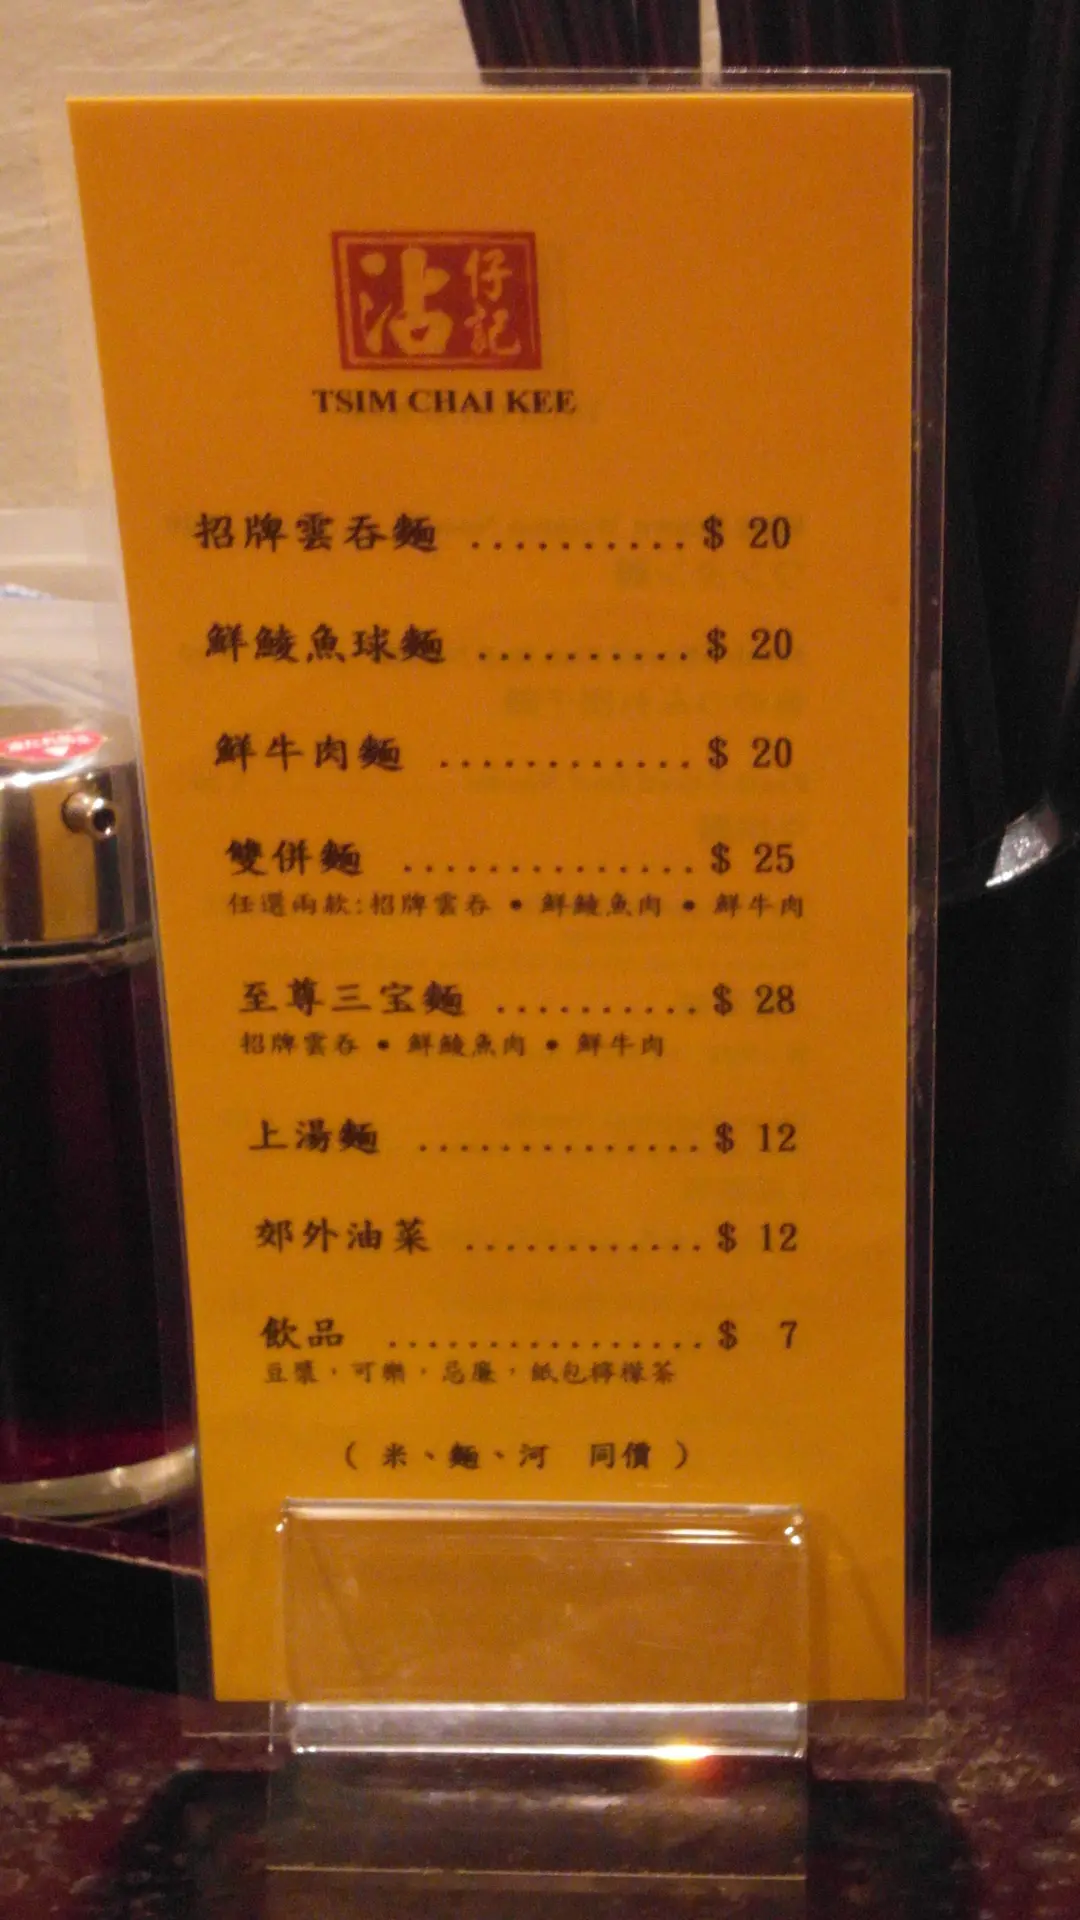 沾仔記
TSIM CHAI KEE
招牌雲吞麵 ..........$ 20
鮮鯪魚球麵 ..........$ 20
鮮牛肉麵 ............$ 20
雙併麵 ..............$ 25
任選兩款:招牌雲吞 • 鮮鯪魚肉 • 鮮牛肉
至尊三宝麵 ..........$ 28
招牌雲吞 • 鮮鯪魚肉 • 鮮牛肉
上湯麵 ..............$ 12
郊外油菜 ............$ 12
飲品 ................$ 7
豆漿，可樂，忌廉，紙包檸檬茶
( 米、麵、河 同價 )